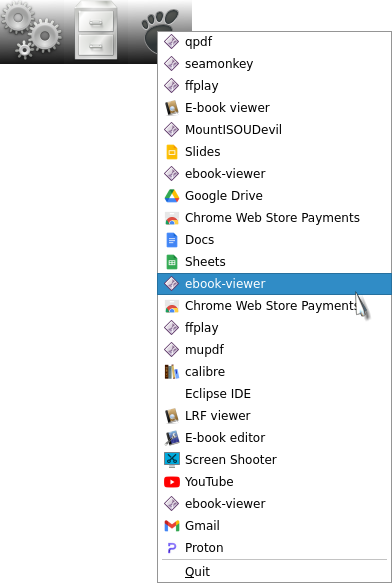 qpdf
seamonkey
ffplay
E-book viewer
MountISOUDevil
Slides
ebook-viewer
Google Drive
Chrome Web Store Payments
Docs
Sheets
ebook-viewer
Chrome Web Store Payments
ffplay
mupdf
calibre
Eclipse IDE
LRF viewer
E-book editor
Screen Shooter
YouTube
ebook-viewer
Gmail
Proton
Quit